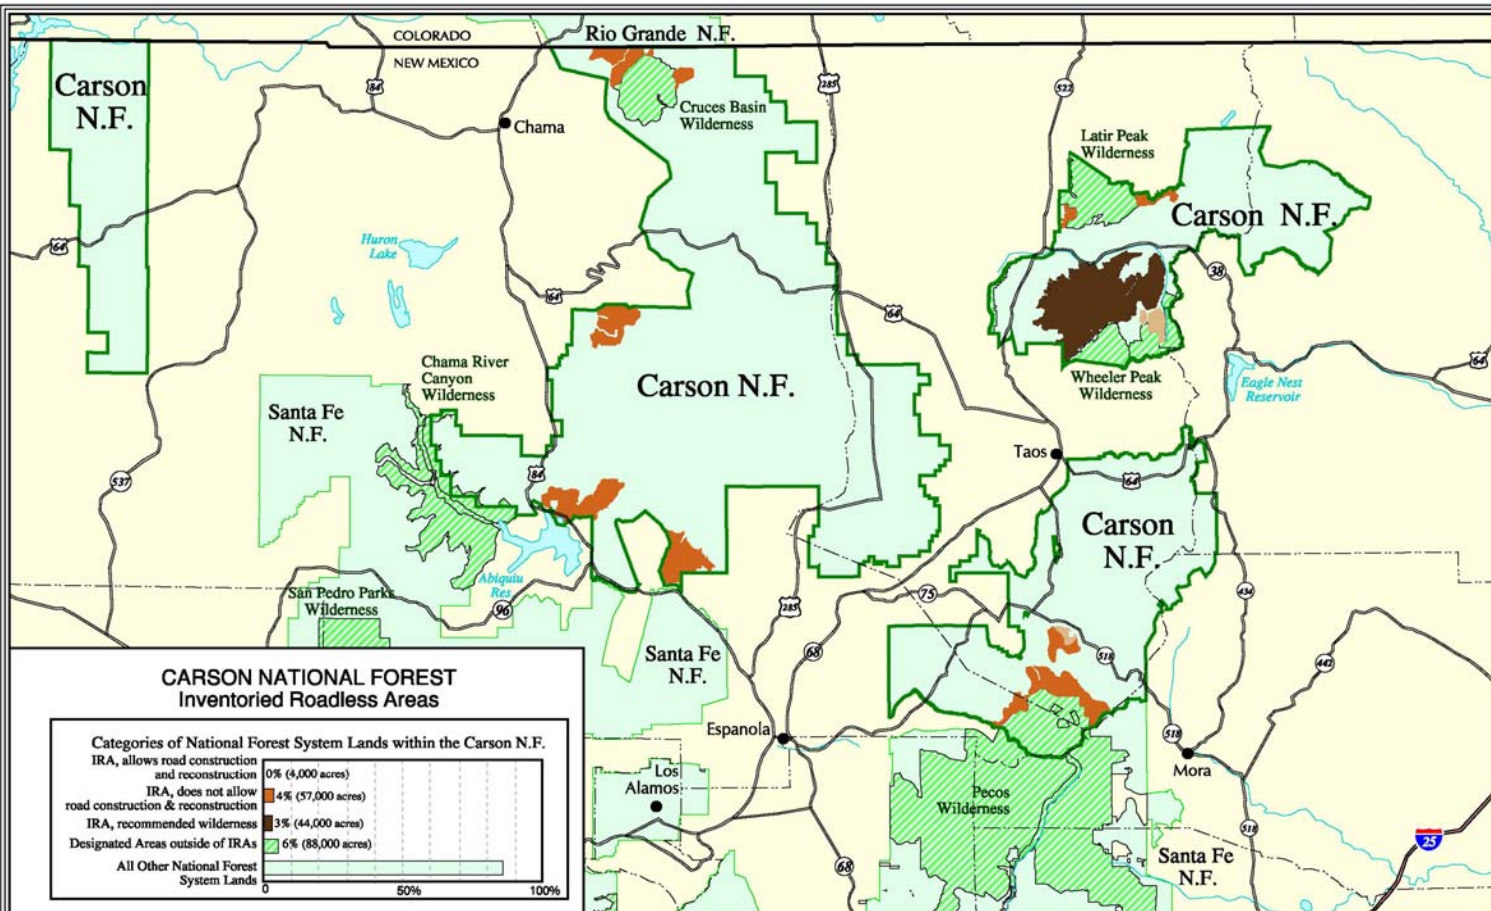 COLORADO
NEW MEXICO
Rio Grande N.F.
Carson
N.F.
84
285
522
Chama
Cruces Basin
Wilderness
Latir Peak
Wilderness
Carson N.F.
64
Huron
Lake
64
38
64
Chama River
Canyon
Wilderness
Carson N.F.
Wheeler Peak
Wilderness
Eagle Nest
Reservoir
64
Santa Fe
N.F.
Taos
537
84
64
Carson
N.F.
Abiquiu
Res
San Pedro Parks
Wilderness
96
285
75
434
68
518
442
Santa Fe
N.F.
Espanola
518
Mora
Los
Alamos
Pecos
Wilderness
518
25
68
Santa Fe
N.F.
CARSON NATIONAL FOREST
Inventoried Roadless Areas
Categories of National Forest System Lands within the Carson N.F.
IRA, allows road construction
and reconstruction 0% (4,000 acres)
IRA, does not allow
road construction & reconstruction 4% (57,000 acres)
IRA, recommended wilderness 3% (44,000 acres)
Designated Areas outside of IRAs 6% (88,000 acres)
All Other National Forest
System Lands
0 50% 100%